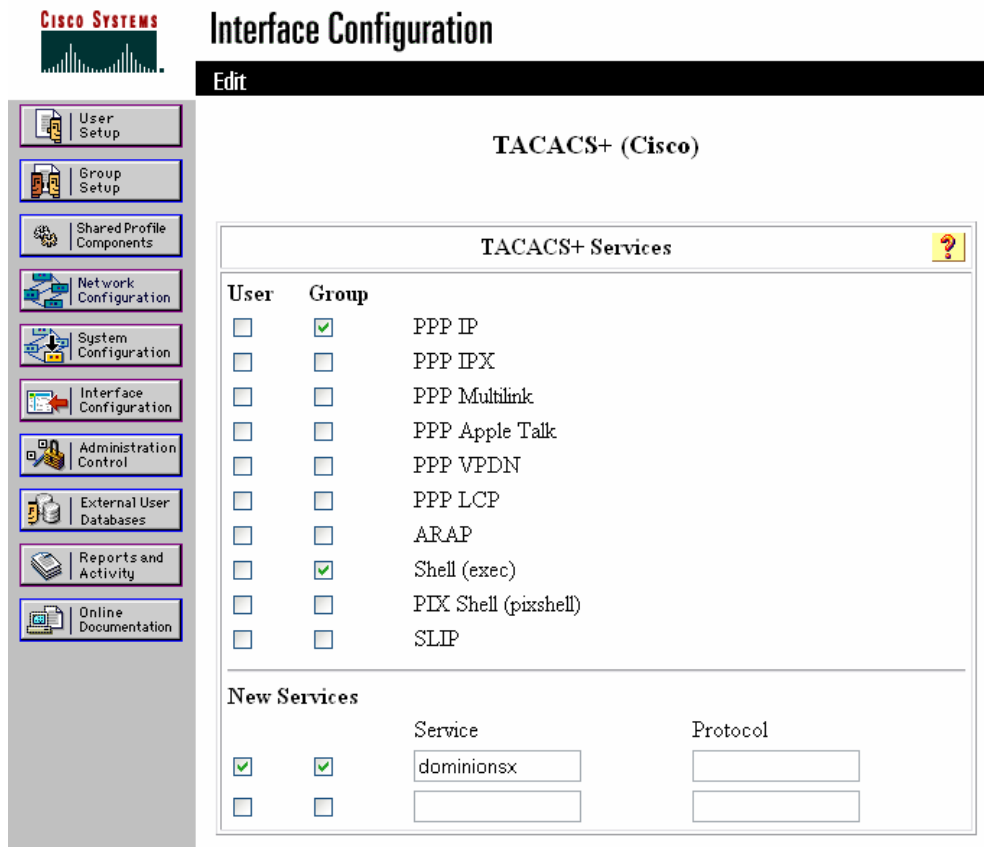 CISCO SYSTEMS
Interface Configuration
Edit
User
Setup
Group
Setup
Shared Profile
Components
Network
Configuration
System
Configuration
Interface
Configuration
Administration
Control
External User
Databases
Reports and
Activity
Online
Documentation
TACACS+ (Cisco)
TACACS+ Services
?
User Group
PPP IP
PPP IPX
PPP Multilink
PPP Apple Talk
PPP VPDN
PPP LCP
ARAP
Shell (exec)
PIX Shell (pixshell)
SLIP
New Services
Service Protocol
dominionsx